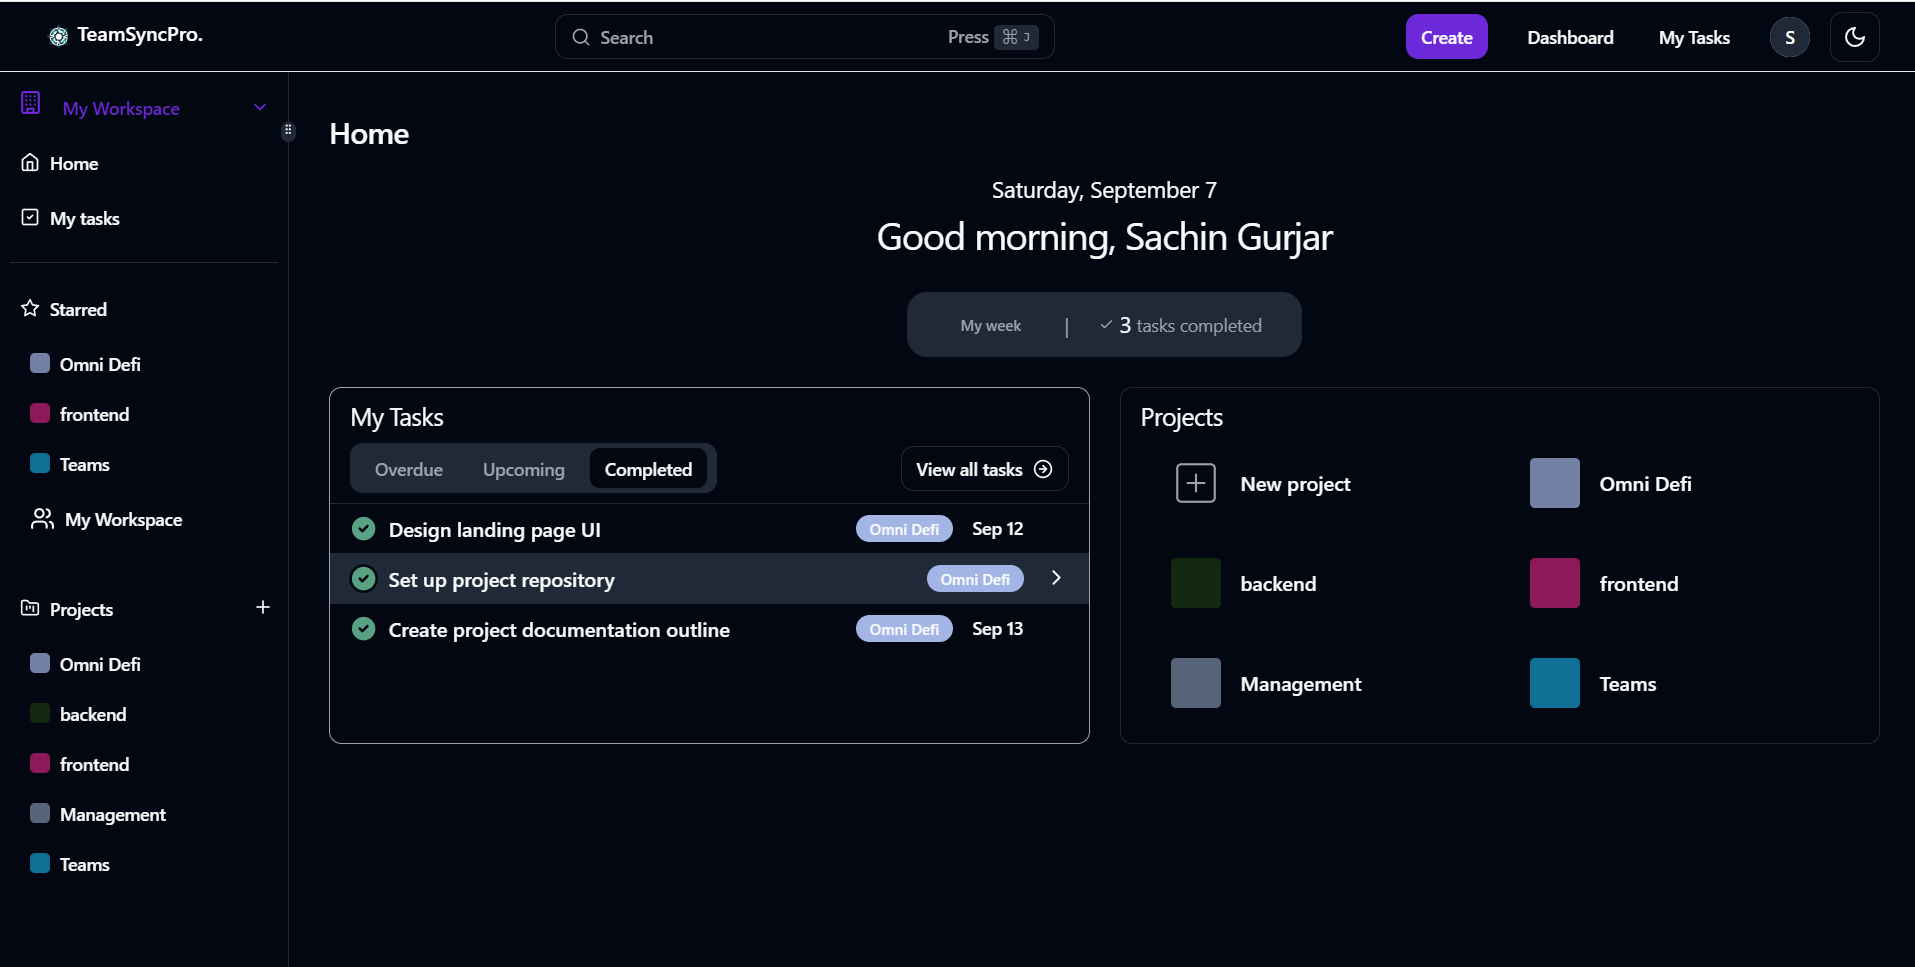 TeamSyncPro.
Search
Press ⌘ J
Create
Dashboard
My Tasks
S
My Workspace
Home
My tasks
Starred
Omni Defi
frontend
Teams
My Workspace
Projects
Omni Defi
backend
frontend
Management
Teams
Home
Saturday, September 7
Good morning, Sachin Gurjar
My week | 3 tasks completed
My Tasks
Overdue Upcoming Completed
View all tasks
Design landing page UI Omni Defi Sep 12
Set up project repository Omni Defi
Create project documentation outline Omni Defi Sep 13
Projects
New project
Omni Defi
backend
frontend
Management
Teams